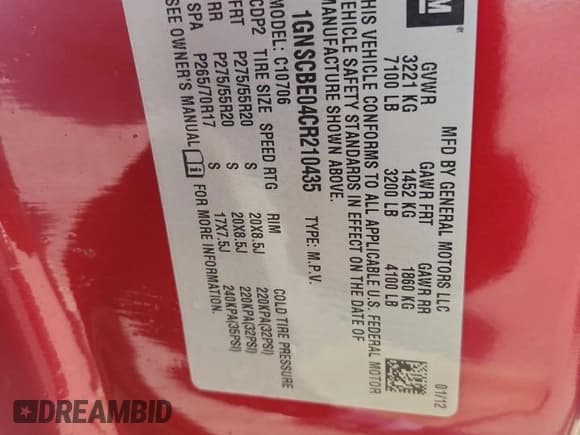 GM
MFD BY GENERAL MOTORS LLC
01/12
GVWR GAWR FRT GAWR RR
3221 KG 1452 KG 1860 KG
7100 LB 3200 LB 4100 LB
THIS VEHICLE CONFORMS TO ALL APPLICABLE U.S. FEDERAL MOTOR
VEHICLE SAFETY STANDARDS IN EFFECT ON THE DATE OF
MANUFACTURE SHOWN ABOVE.
1GNSCBE04CR210435 TYPE: M.P.V.
MODEL: C10706
CDP2 TIRE SIZE SPEED RTG RIM COLD TIRE PRESSURE
FRT P275/55R20 S 20X8.5J 220KPA(32PSI)
RR P275/55R20 S 20X8.5J 220KPA(32PSI)
SPA P265/70R17 S 17X7.5J 240KPA(35PSI)
SEE OWNER'S MANUAL FOR MORE INFORMATION.
DREAMBID